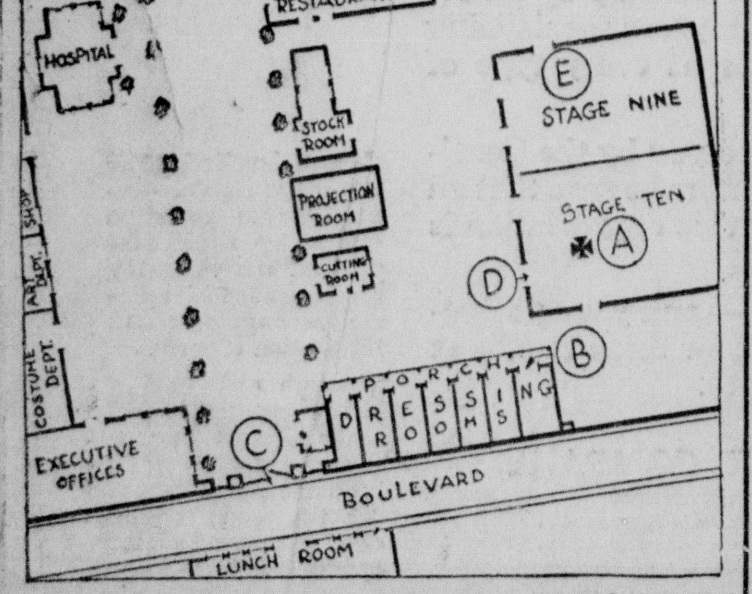 HOSPITAL
STOCK
ROOM
PROJECTION
ROOM
CUTTING
ROOM
E
STAGE NINE
STAGE TEN
A
D
B
SHOP
ART
DEPT.
COSTUME
DEPT.
EXECUTIVE
OFFICES
C
PORCH
DRESSING
ROOMS
BOULEVARD
LUNCH ROOM